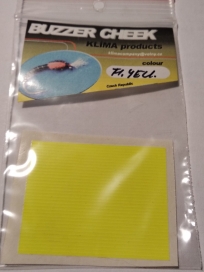 BUZZER CHEEK
KLIMA products
colour
Fl. YELL.
Czech Republic